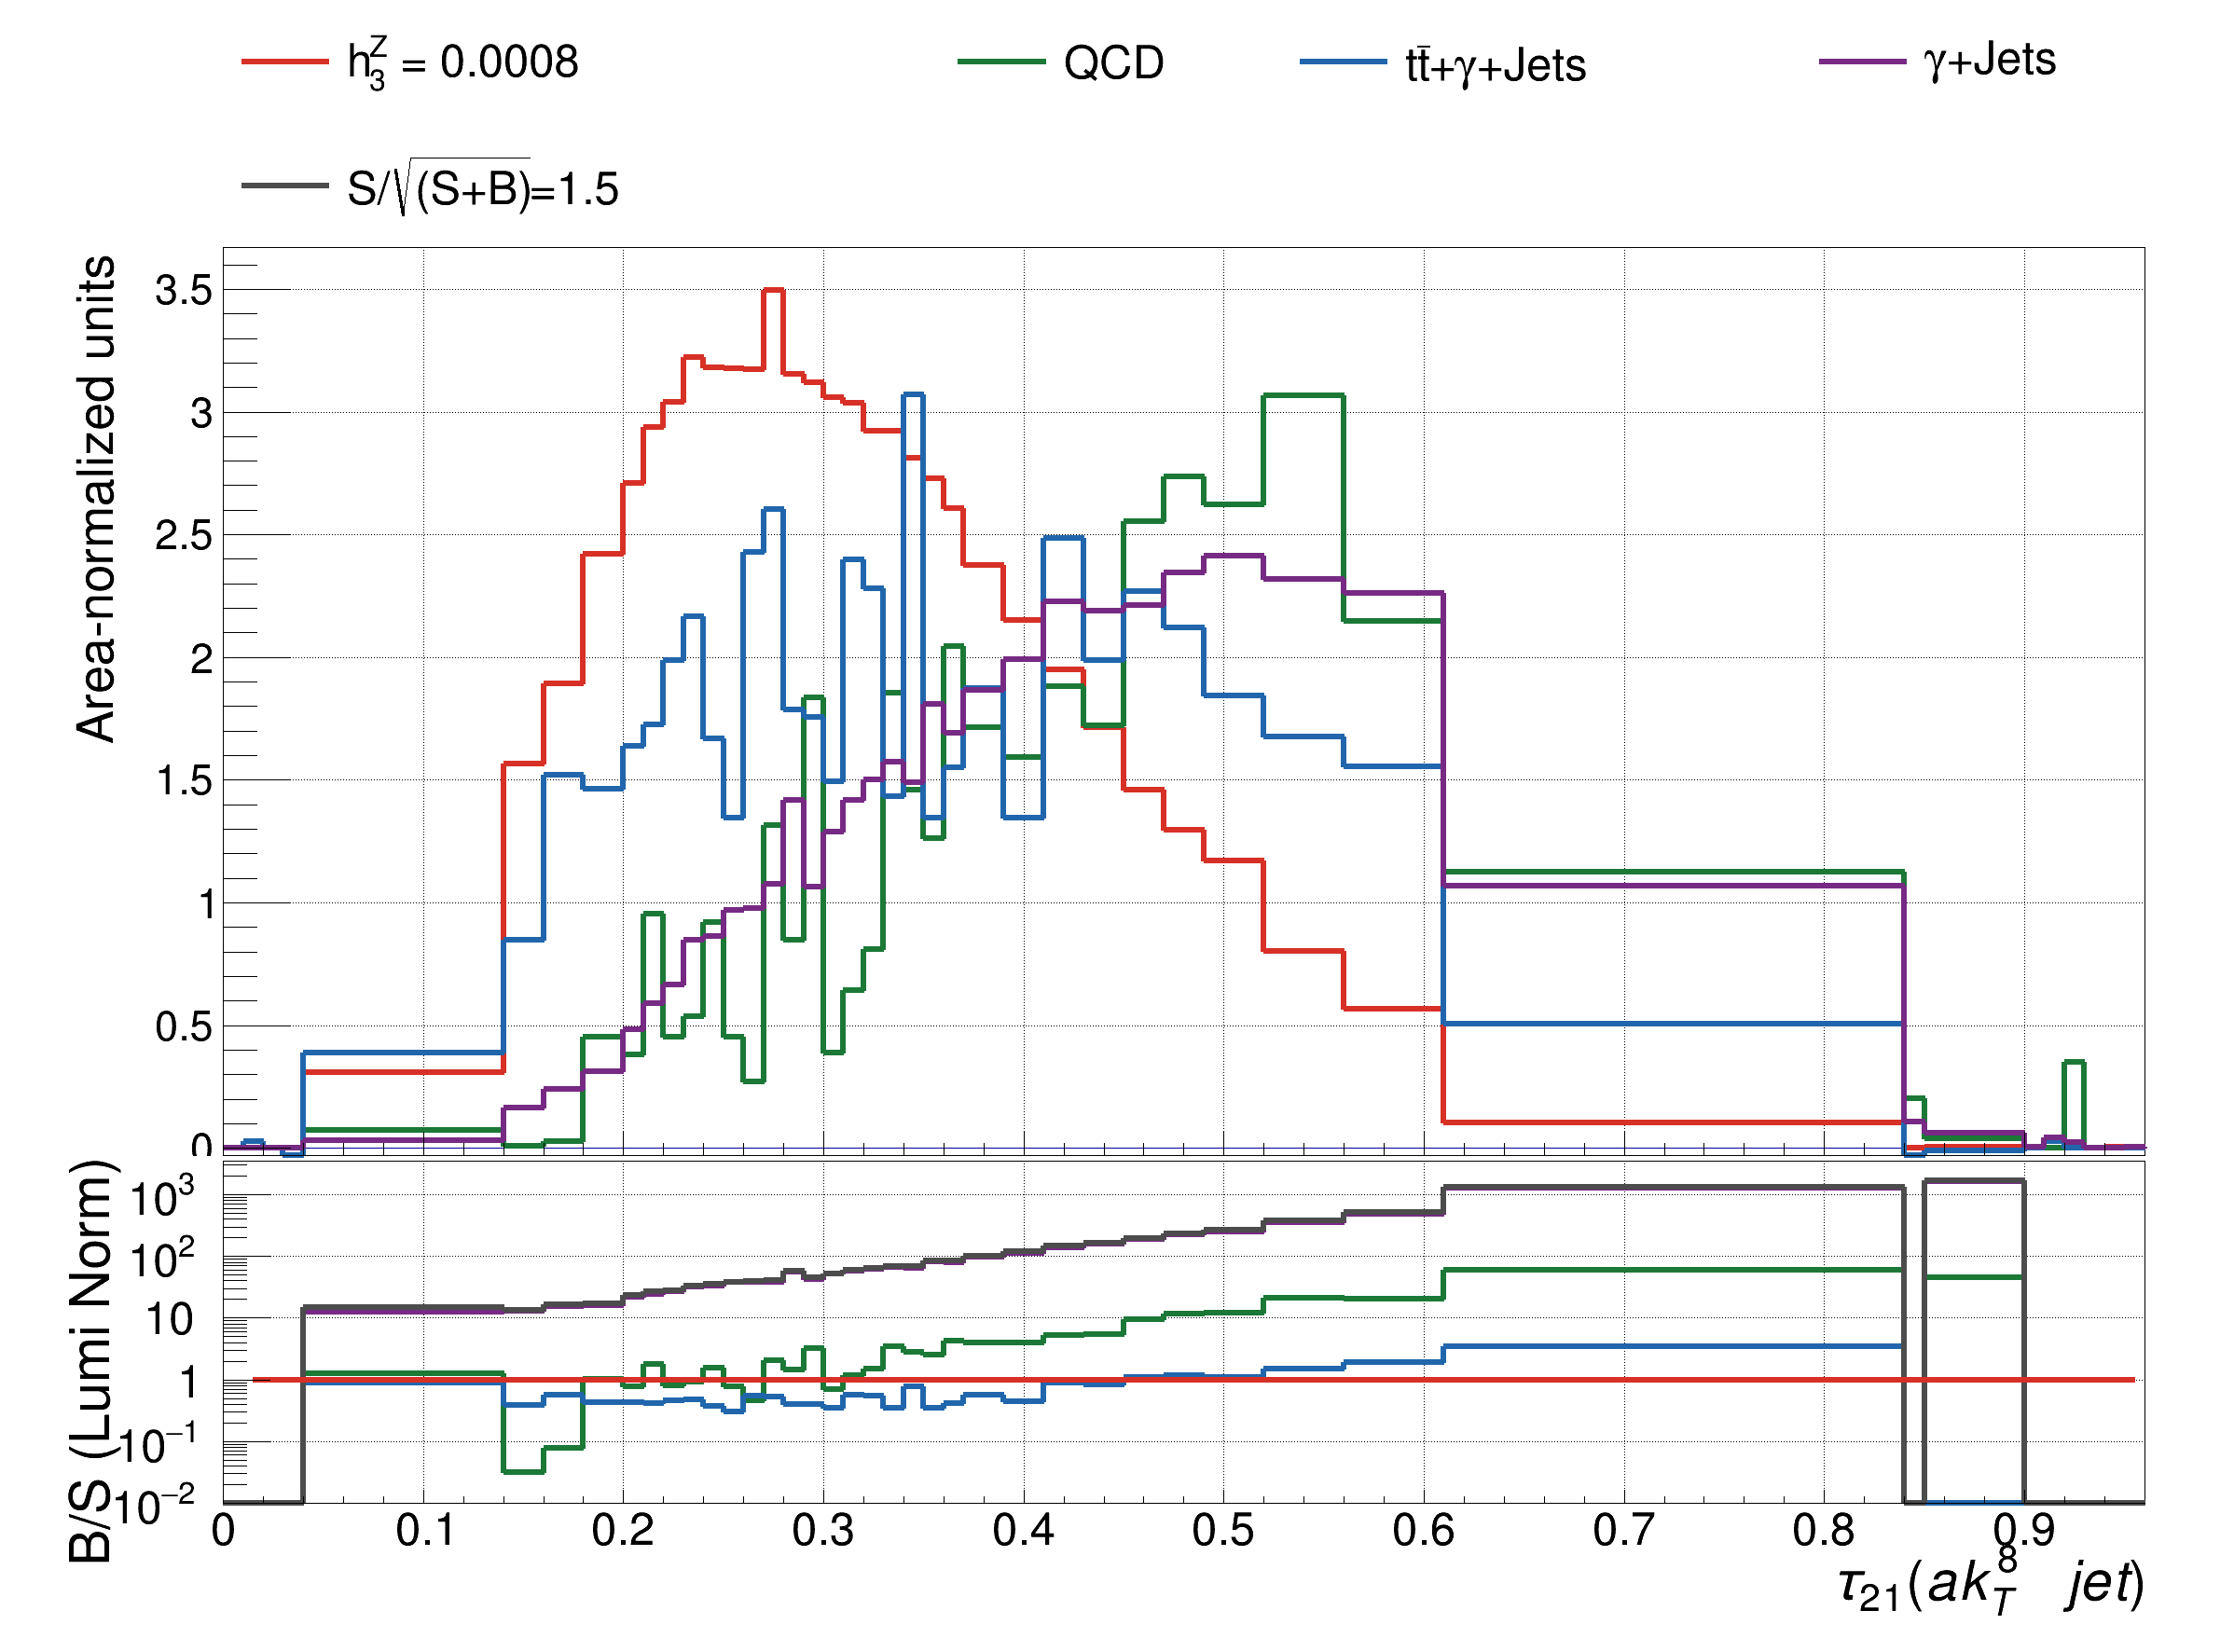 h₃ᶻ = 0.0008 QCD tt̄+γ+Jets γ+Jets
S/√(S+B)=1.5
Area-normalized units
3.5
3
2.5
2
1.5
1
0.5
0
B/S (Lumi Norm)
10³
10²
10
1
10⁻¹
10⁻²
0 0.1 0.2 0.3 0.4 0.5 0.6 0.7 0.8 0.9
τ₂₁(ak_T^8 jet)